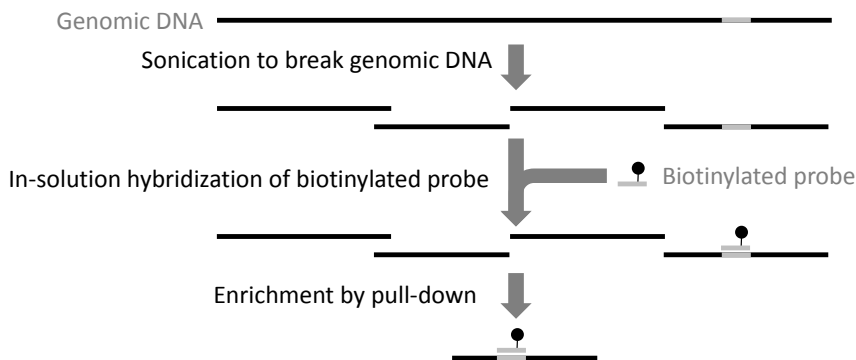 Genomic DNA
Sonication to break genomic DNA
In-solution hybridization of biotinylated probe
Biotinylated probe
Enrichment by pull-down